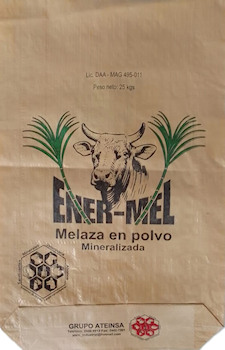 Lic. DAA - MAG 495-011
Peso neto: 25 kgs.
ENER-MEL
Melaza en polvo
Mineralizada
GRUPO ATEINSA